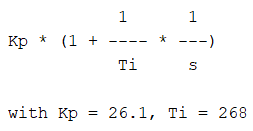 1       1
Kp * (1 + ---- * ---)
             Ti      s

with Kp = 26.1, Ti = 268